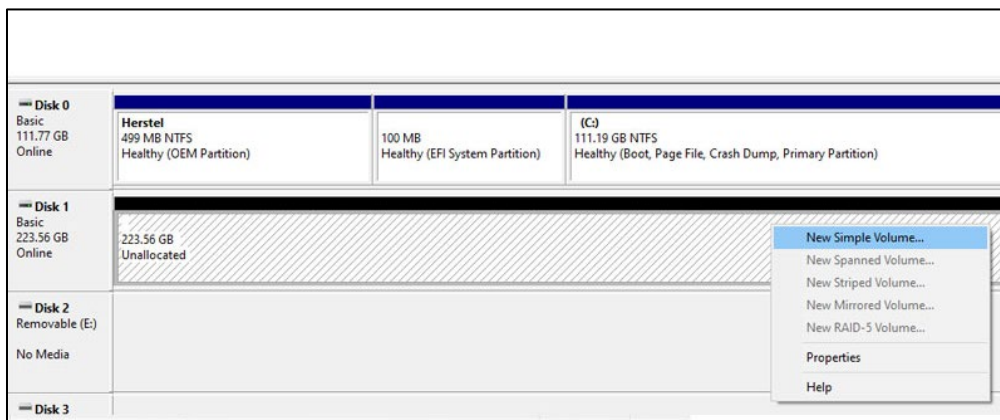 Disk 0
Basic
111.77 GB
Online
Herstel
499 MB NTFS
Healthy (OEM Partition)
100 MB
Healthy (EFI System Partition)
(C:)
111.19 GB NTFS
Healthy (Boot, Page File, Crash Dump, Primary Partition)
Disk 1
Basic
223.56 GB
Online
223.56 GB
Unallocated
New Simple Volume...
New Spanned Volume...
New Striped Volume...
New Mirrored Volume...
New RAID-5 Volume...
Properties
Help
Disk 2
Removable (E:)
No Media
Disk 3